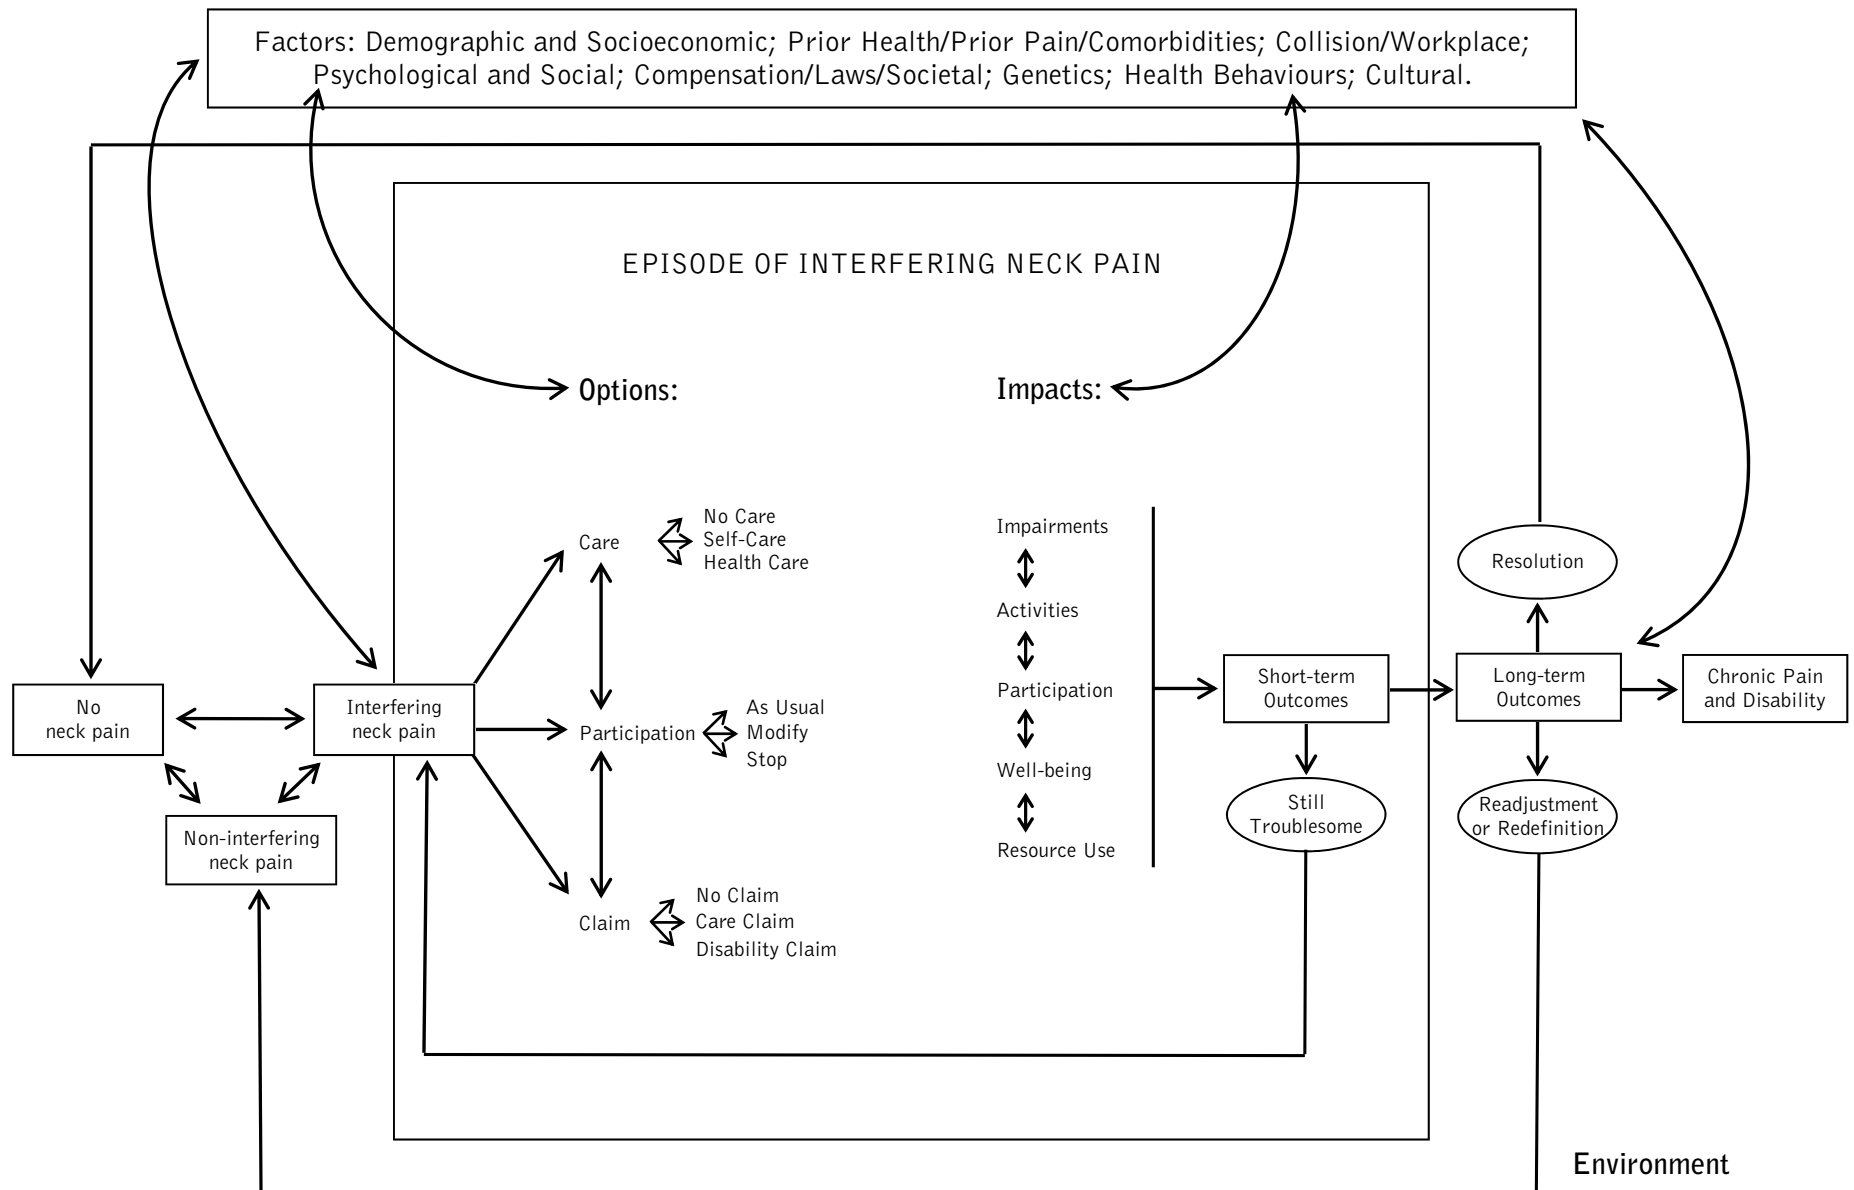 Factors: Demographic and Socioeconomic; Prior Health/Prior Pain/Comorbidities; Collision/Workplace;
Psychological and Social; Compensation/Laws/Societal; Genetics; Health Behaviours; Cultural.
EPISODE OF INTERFERING NECK PAIN
Options:
Impacts:
No
neck pain
Non-interfering
neck pain
Interfering
neck pain
Care
No Care
Self-Care
Health Care
Participation
As Usual
Modify
Stop
Claim
No Claim
Care Claim
Disability Claim
Impairments
Activities
Participation
Well-being
Resource Use
Short-term
Outcomes
Still
Troublesome
Resolution
Long-term
Outcomes
Readjustment
or Redefinition
Chronic Pain
and Disability
Environment